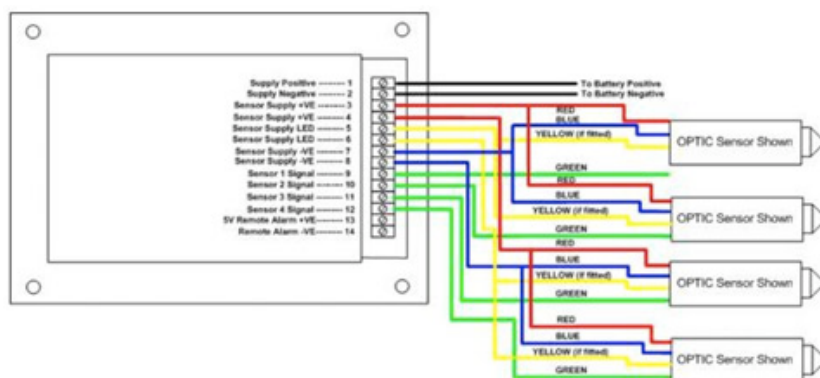 Supply Positive --------- 1
Supply Negative --------- 2
Sensor Supply +VE -------- 3
Sensor Supply +VE -------- 4
Sensor Supply LED -------- 5
Sensor Supply LED -------- 6
Sensor Supply -VE -------- 7
Sensor Supply -VE -------- 8
Sensor 1 Signal --------- 9
Sensor 2 Signal --------- 10
Sensor 3 Signal --------- 11
Sensor 4 Signal --------- 12
5V Remote Alarm +VE------- 13
Remote Alarm -VE------- 14
To Battery Positive
To Battery Negative
RED
BLUE
YELLOW (if fitted)
OPTIC Sensor Shown
GREEN
RED
BLUE
YELLOW (if fitted)
OPTIC Sensor Shown
GREEN
RED
BLUE
YELLOW (if fitted)
OPTIC Sensor Shown
GREEN
RED
BLUE
YELLOW (if fitted)
OPTIC Sensor Shown
GREEN